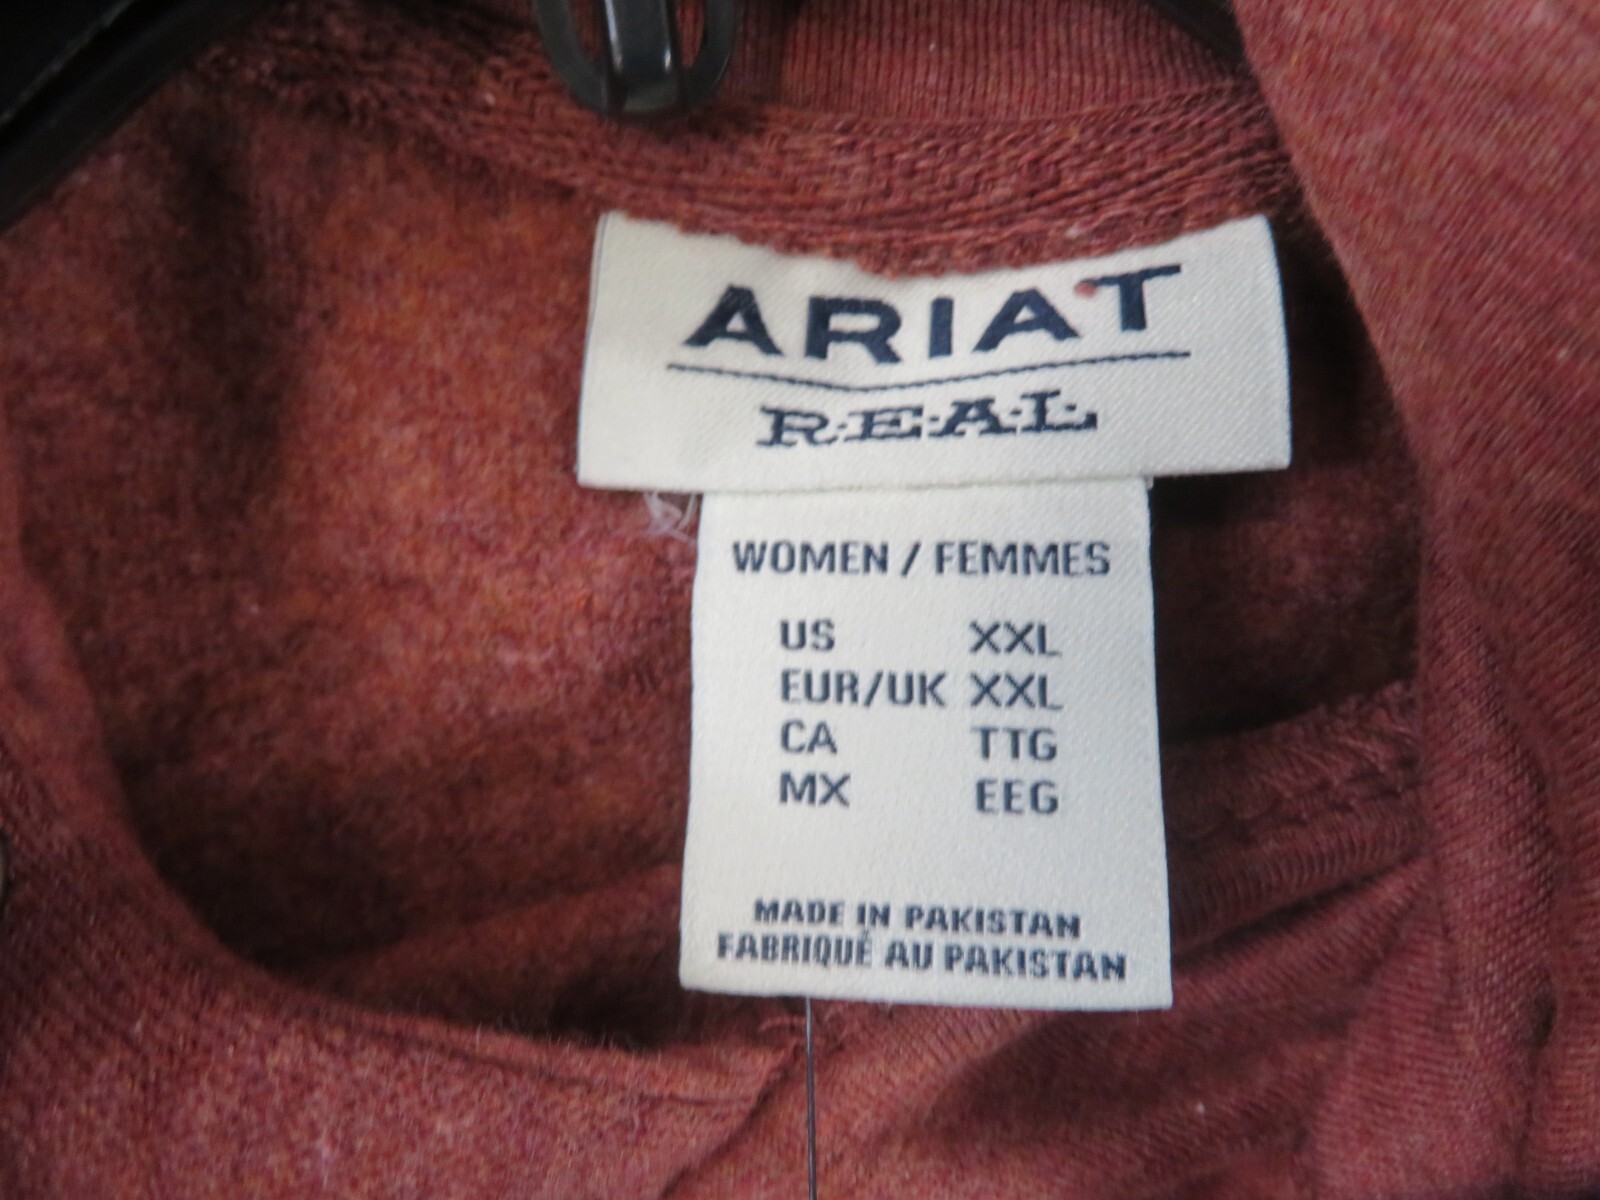 ARIAT
R·E·A·L
WOMEN / FEMMES
US XXL
EUR/UK XXL
CA TTG
MX EEG
MADE IN PAKISTAN
FABRIQUÉ AU PAKISTAN